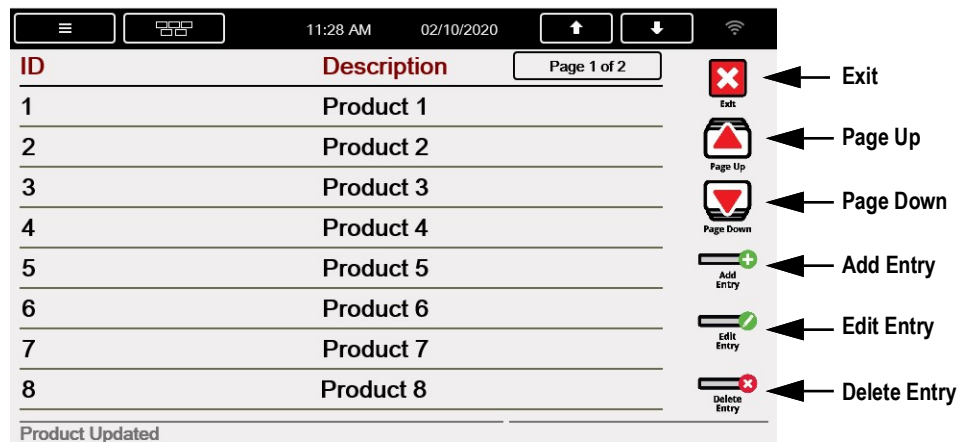 11:28 AM 02/10/2020
ID Description Page 1 of 2
Exit
Exit
1 Product 1
2 Product 2
Page Up
Page Up
3 Product 3
Page Down
Page Down
4 Product 4
5 Product 5
Add
Entry
Add Entry
6 Product 6
Edit
Entry
Edit Entry
7 Product 7
8 Product 8
Delete
Entry
Delete Entry
Product Updated